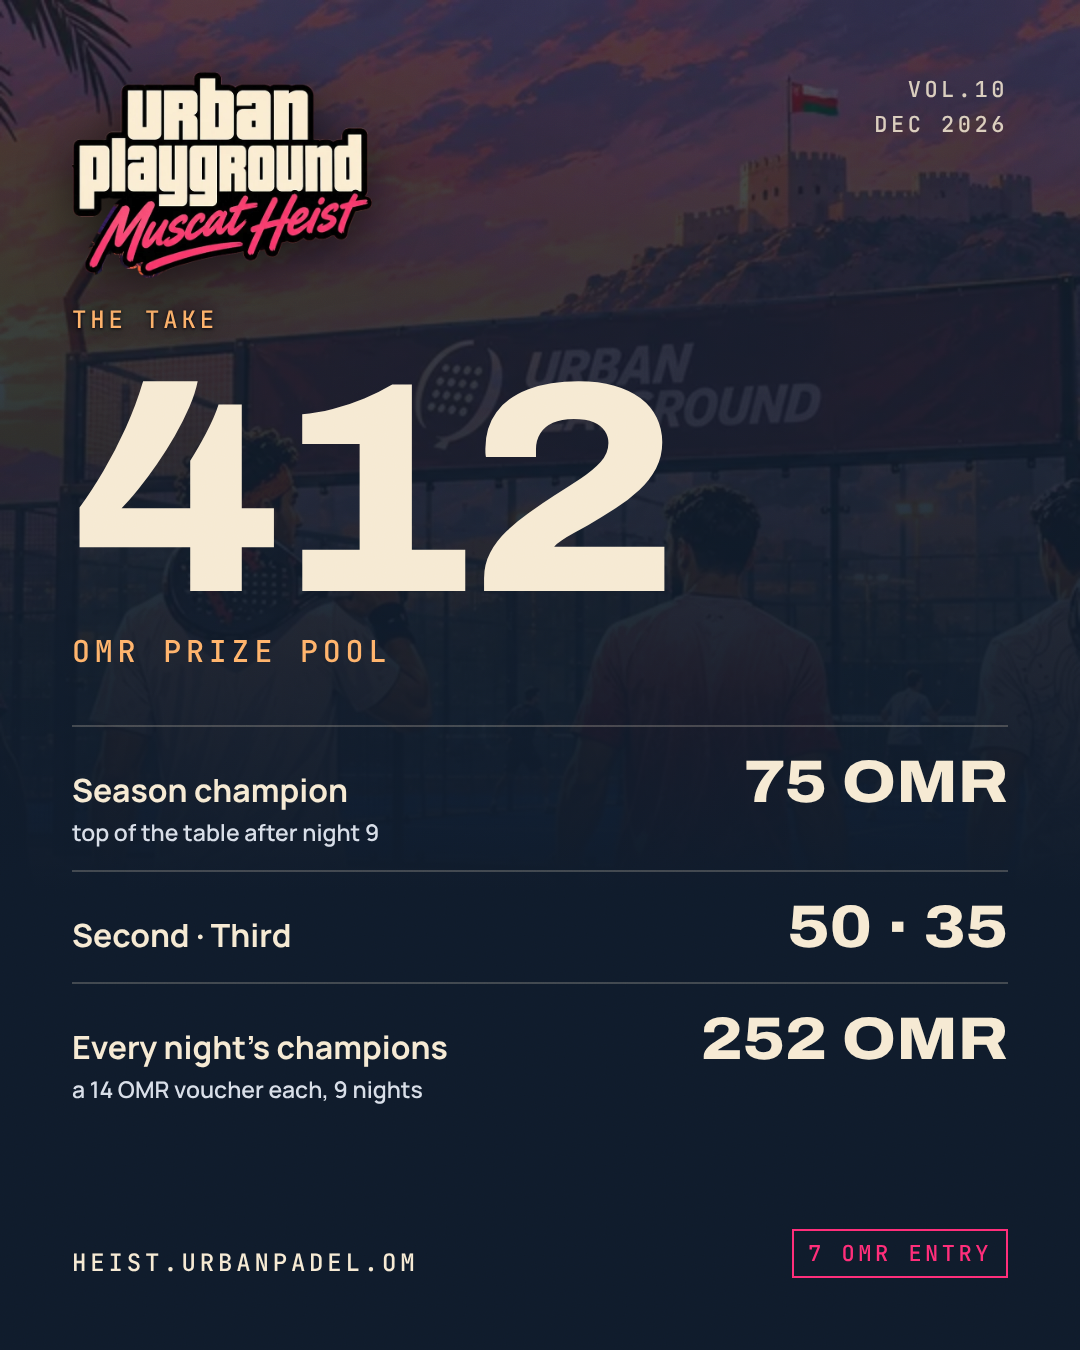 urban
playground
Muscat Heist
VOL.10
DEC 2026
THE TAKE
URBAN
GROUND
412
OMR PRIZE POOL
Season champion
75 OMR
top of the table after night 9
Second · Third
50 · 35
Every night’s champions
252 OMR
a 14 OMR voucher each, 9 nights
HEIST.URBANPADEL.OM
7 OMR ENTRY